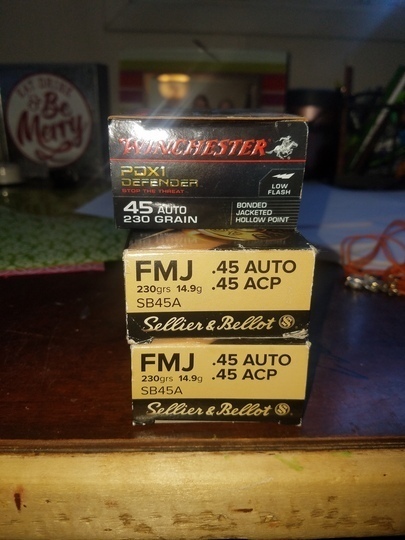 EAT DRINK
& Be
Merry
WINCHESTER
PDX1
DEFENDER
STOP THE THREAT
LOW
FLASH
45 AUTO
230 GRAIN
BONDED
JACKETED
HOLLOW POINT
FMJ .45 AUTO
230grs 14.9g .45 ACP
SB45A
Sellier & Bellot S&B
FMJ .45 AUTO
230grs 14.9g .45 ACP
SB45A
Sellier & Bellot